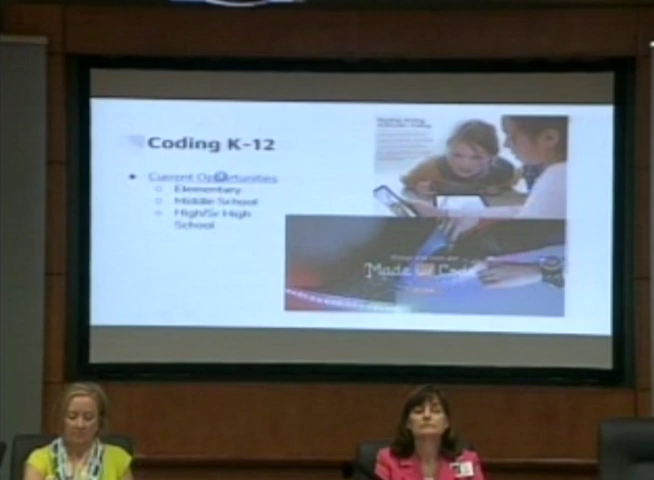 Coding K-12
Current Opportunities
Elementary
Middle School
High/Sr High
School
Made w/ Code